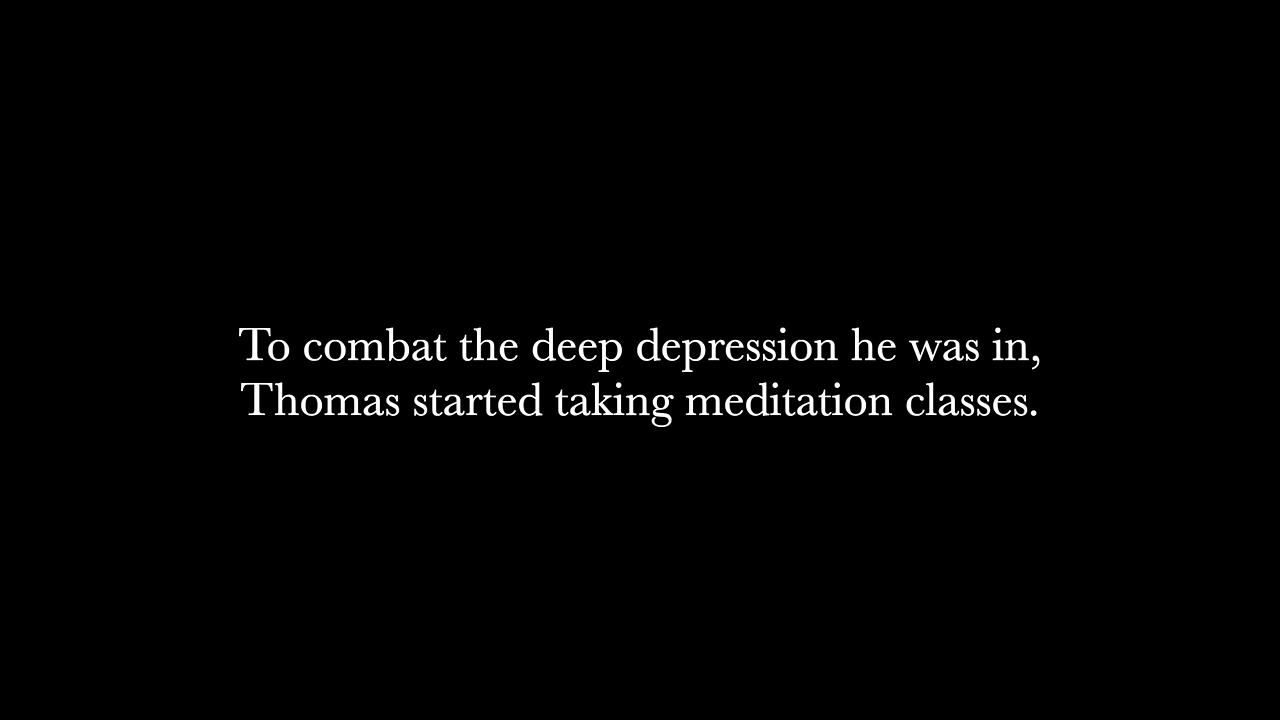 To combat the deep depression he was in,
Thomas started taking meditation classes.